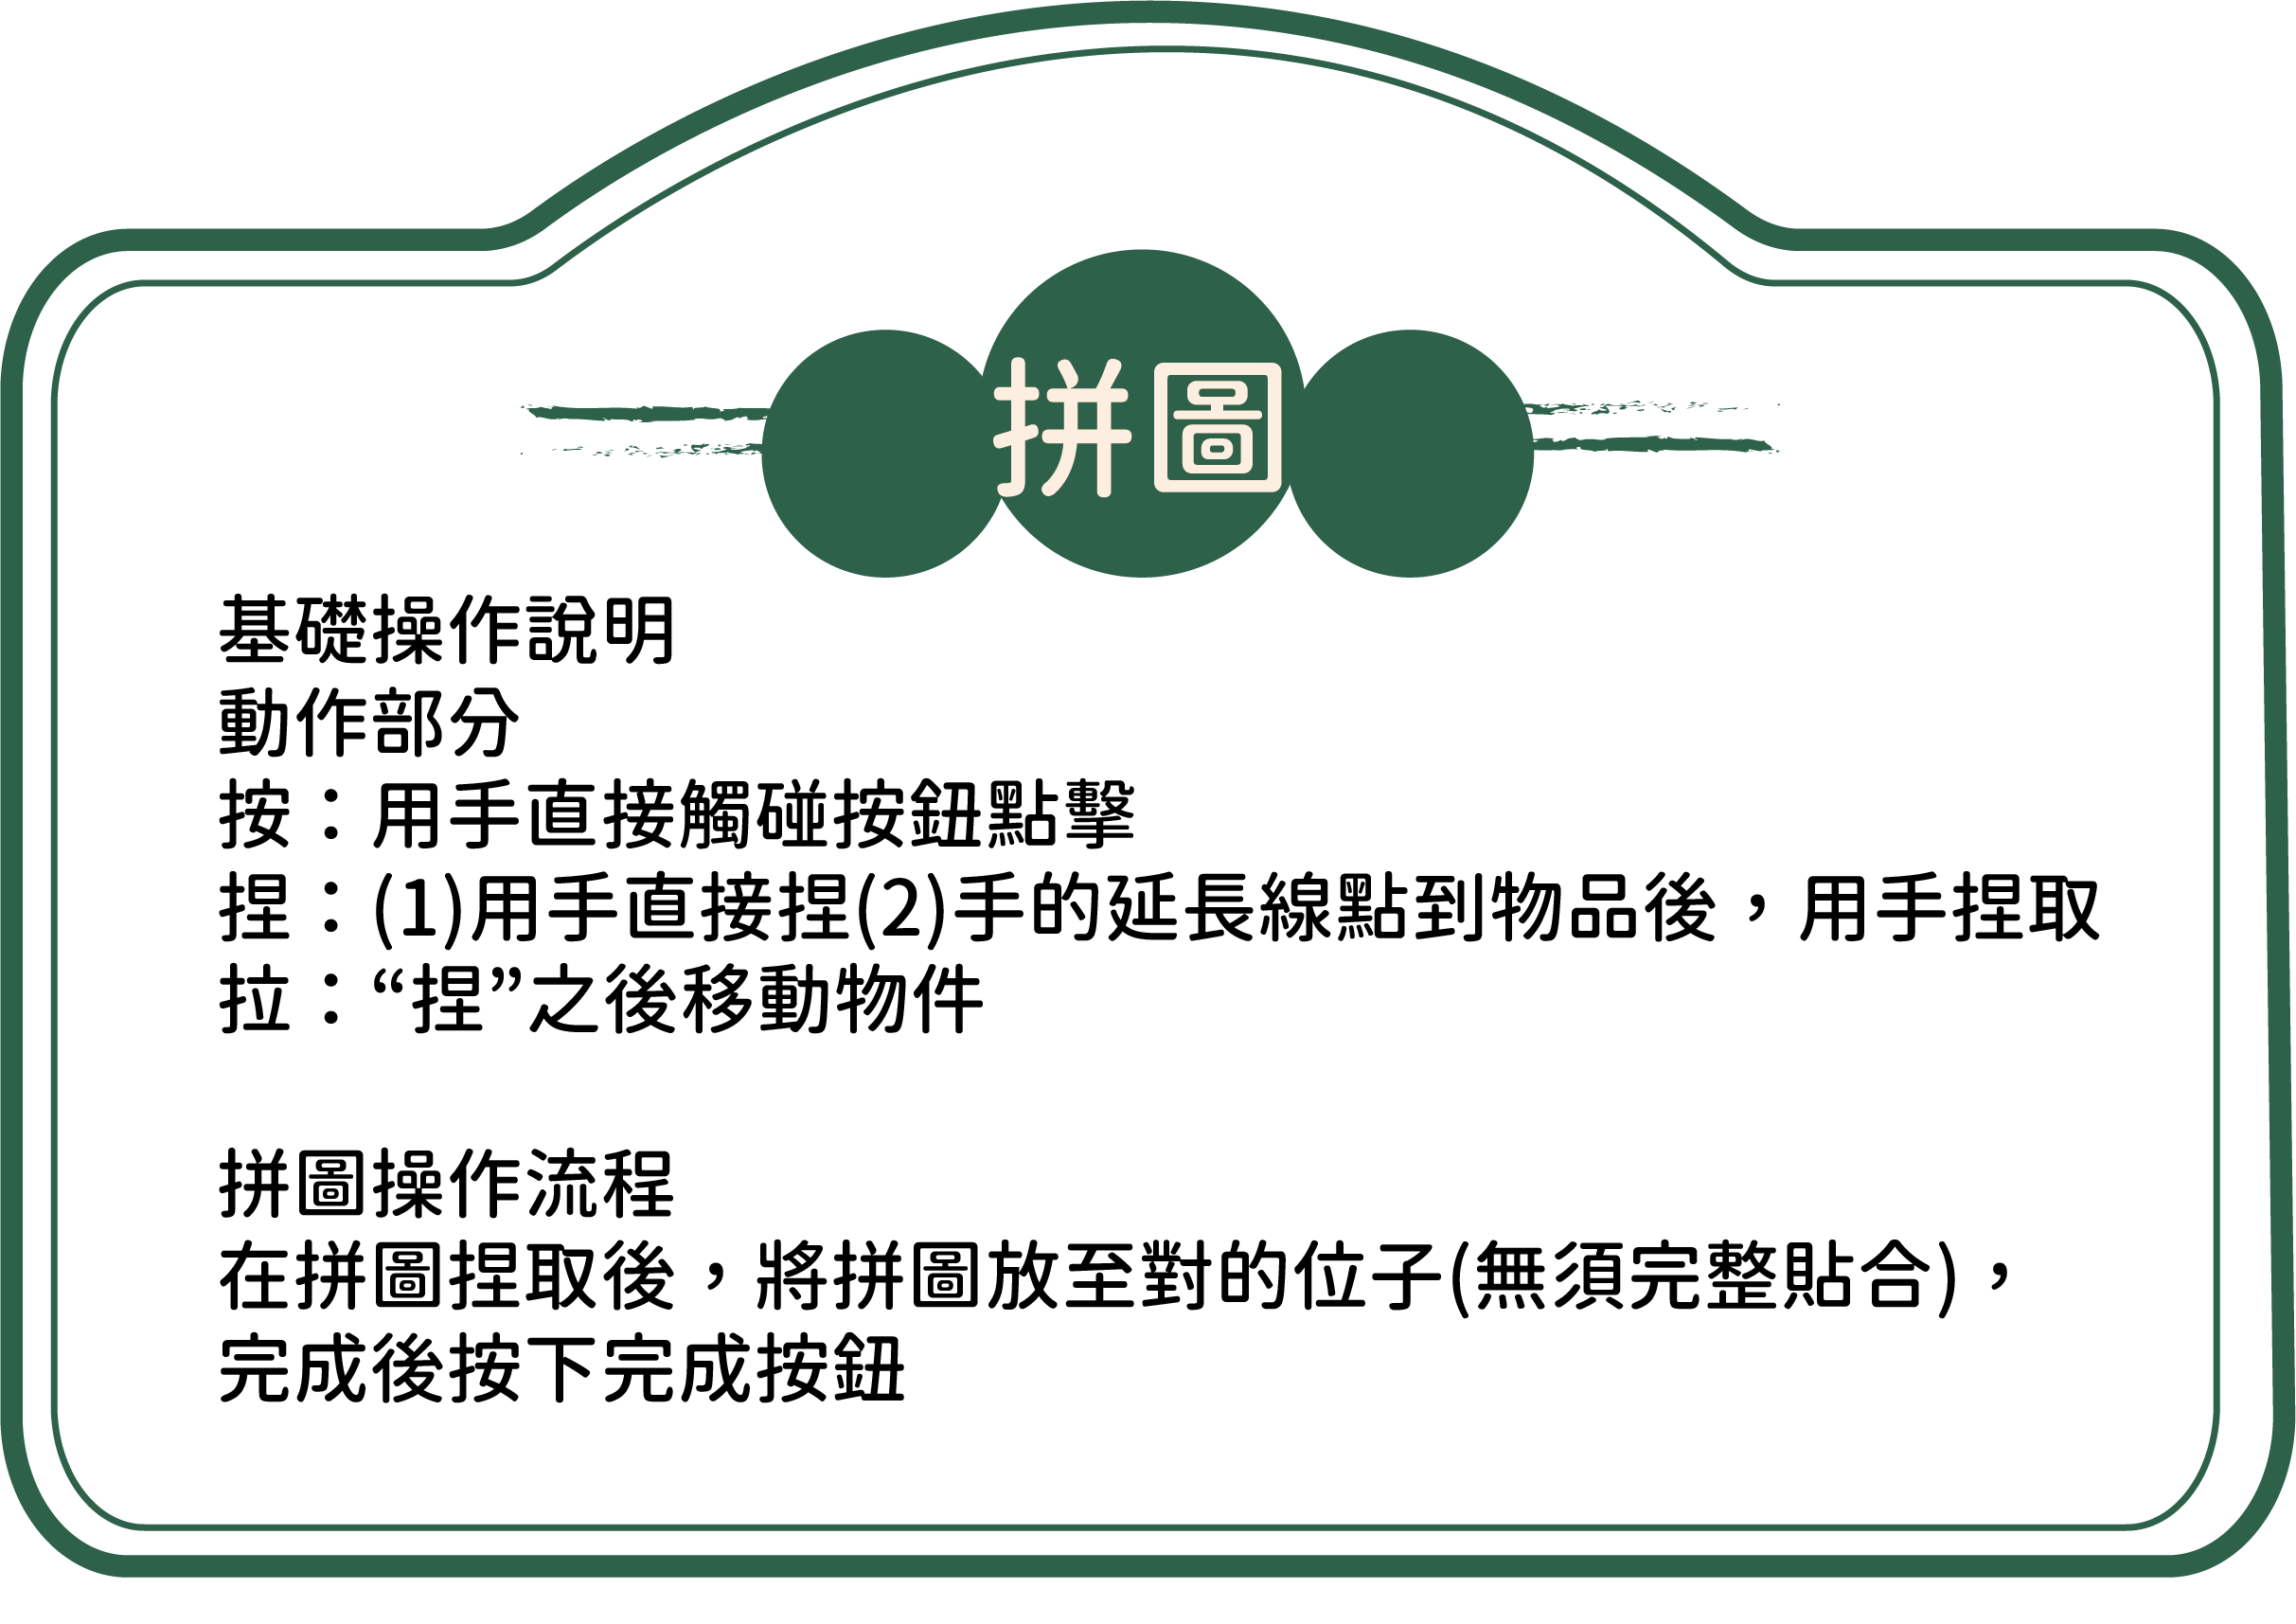 拼圖
基礎操作說明
動作部分
按：用手直接觸碰按鈕點擊
捏：(1)用手直接捏(2)手的延長線點到物品後，用手捏取
拉：“捏”之後移動物件
拼圖操作流程
在拼圖捏取後，將拼圖放至對的位子(無須完整貼合)，
完成後按下完成按鈕